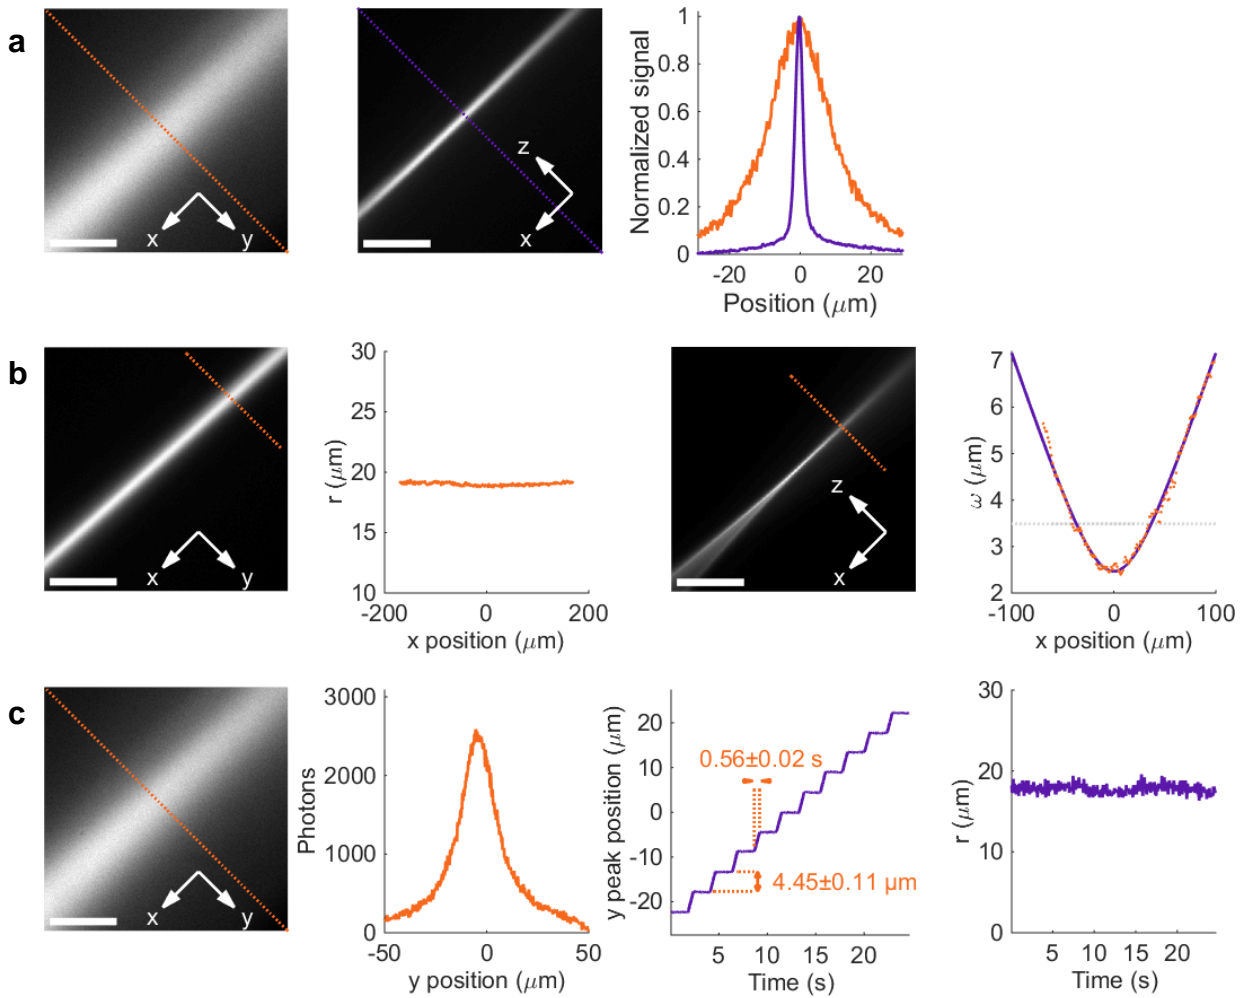 a
x
y
z
x
Normalized signal
1
0.8
0.6
0.4
0.2
0
-20
0
20
Position (μm)
b
x
y
r (μm)
30
25
20
15
10
-200
0
200
x position (μm)
z
x
ω (μm)
7
6
5
4
3
2
-100
0
100
x position (μm)
c
x
y
Photons
3000
2000
1000
0
-50
0
50
y position (μm)
y peak position (μm)
20
10
0
-10
-20
0.56±0.02 s
4.45±0.11 μm
5
10
15
20
Time (s)
r (μm)
30
20
10
0
5
10
15
20
Time (s)